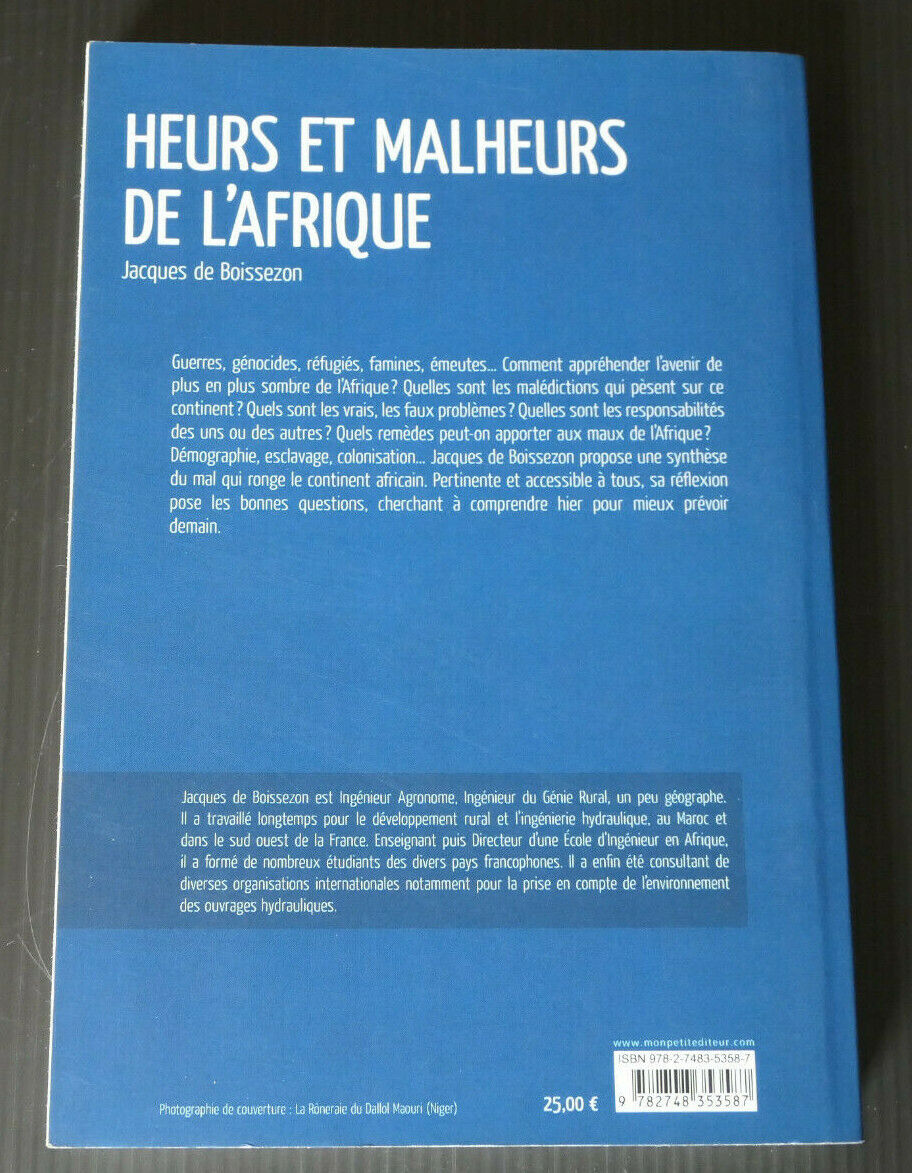 HEURS ET MALHEURS
DE L'AFRIQUE
Jacques de Boissezon
Guerres, génocides, réfugiés, famines, émeutes... Comment appréhender l'avenir de
plus en plus sombre de l'Afrique? Quelles sont les malédictions qui pèsent sur ce
continent? Quels sont les vrais, les faux problèmes? Quelles sont les responsabilités
des uns ou des autres? Quels remèdes peut-on apporter aux maux de l'Afrique?
Démographie, esclavage, colonisation... Jacques de Boissezon propose une synthèse
du mal qui ronge le continent africain. Pertinente et accessible à tous, sa réflexion
pose les bonnes questions, cherchant à comprendre hier pour mieux prévoir
demain.
Jacques de Boissezon est Ingénieur Agronome, Ingénieur du Génie Rural, un peu géographe.
Il a travaillé longtemps pour le développement rural et l'ingénierie hydraulique, au Maroc et
dans le sud ouest de la France. Enseignant puis Directeur d'une École d'Ingénieur en Afrique,
il a formé de nombreux étudiants des divers pays francophones. Il a enfin été consultant de
diverses organisations internationales notamment pour la prise en compte de l'environnement
des ouvrages hydrauliques.
www.monpetitediteur.com
ISBN 978-2-7483-5358-7
9 782748 353587
25,00 €
Photographie de couverture : La Rôneraie du Dallol Maouri (Niger)